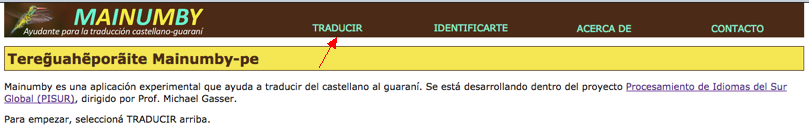 MAINUMBY
Ayudante para la traducción castellano-guaraní
TRADUCIR IDENTIFICARTE ACERCA DE CONTACTO
Tereg̃uahẽporãite Mainumby-pe
Mainumby es una aplicación experimental que ayuda a traducir del castellano al guaraní. Se está desarrollando dentro del proyecto Procesamiento de Idiomas del Sur
Global (PISUR), dirigido por Prof. Michael Gasser.
Para empezar, seleccioná TRADUCIR arriba.